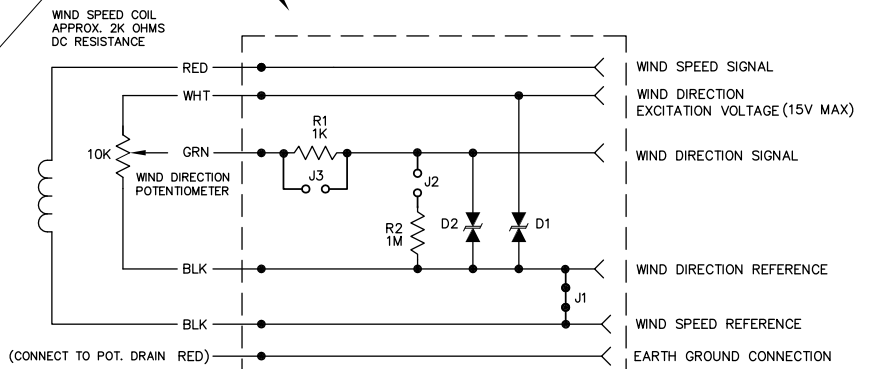 WIND SPEED COIL
APPROX. 2K OHMS
DC RESISTANCE
RED
WIND SPEED SIGNAL
WHT
WIND DIRECTION
EXCITATION VOLTAGE (15V MAX)
R1
1K
10K
GRN
WIND DIRECTION SIGNAL
WIND DIRECTION
POTENTIOMETER
J3
J2
R2
1M
D2
D1
BLK
WIND DIRECTION REFERENCE
J1
BLK
WIND SPEED REFERENCE
(CONNECT TO POT. DRAIN RED)
EARTH GROUND CONNECTION